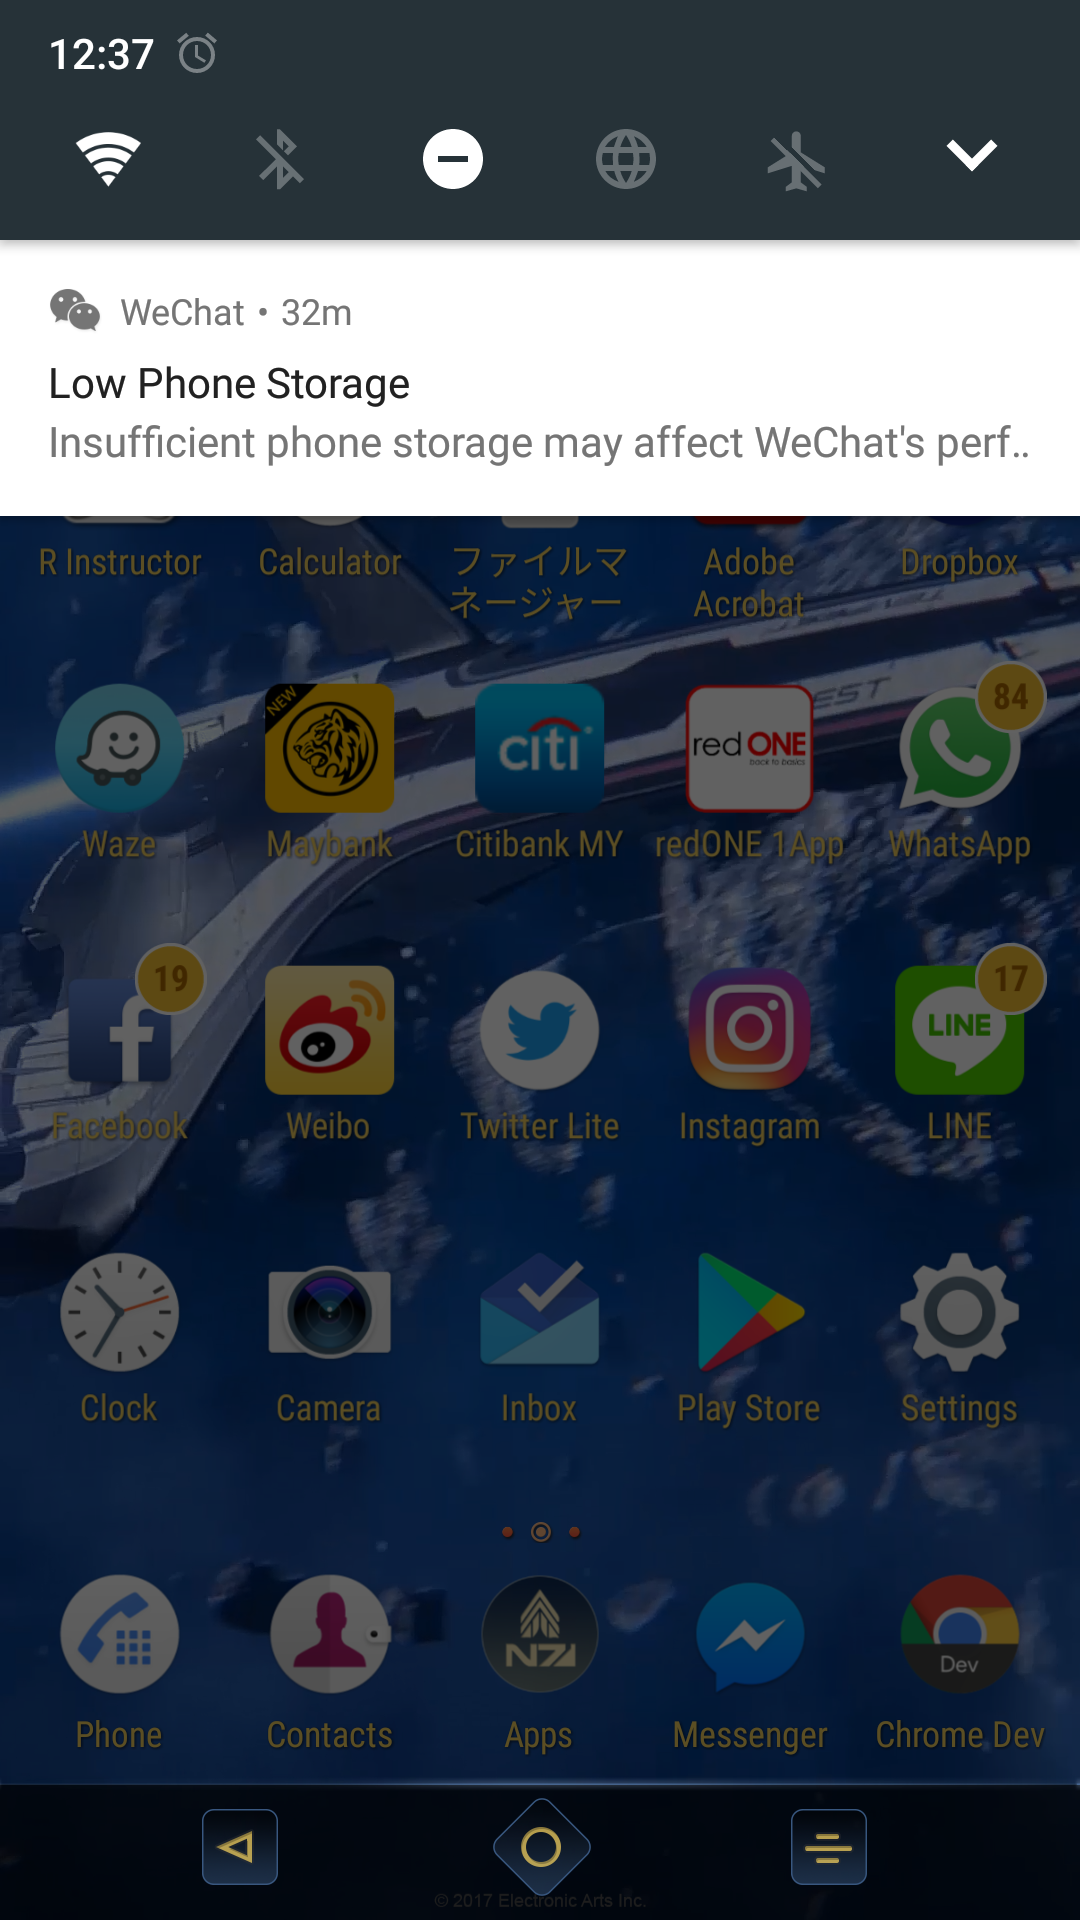 12:37
WeChat • 32m
Low Phone Storage
Insufficient phone storage may affect WeChat's perf..
R Instructor
Calculator
ファイルマ
ネージャー
Adobe
Acrobat
Dropbox
NEW
citi
red ONE
back to basics
EST
84
Waze
Maybank
Citibank MY
redONE 1App
WhatsApp
19
LINE
17
Facebook
Weibo
Twitter Lite
Instagram
LINE
Clock
Camera
Inbox
Play Store
Settings
N7
Dev
Phone
Contacts
Apps
Messenger
Chrome Dev
© 2017 Electronic Arts Inc.